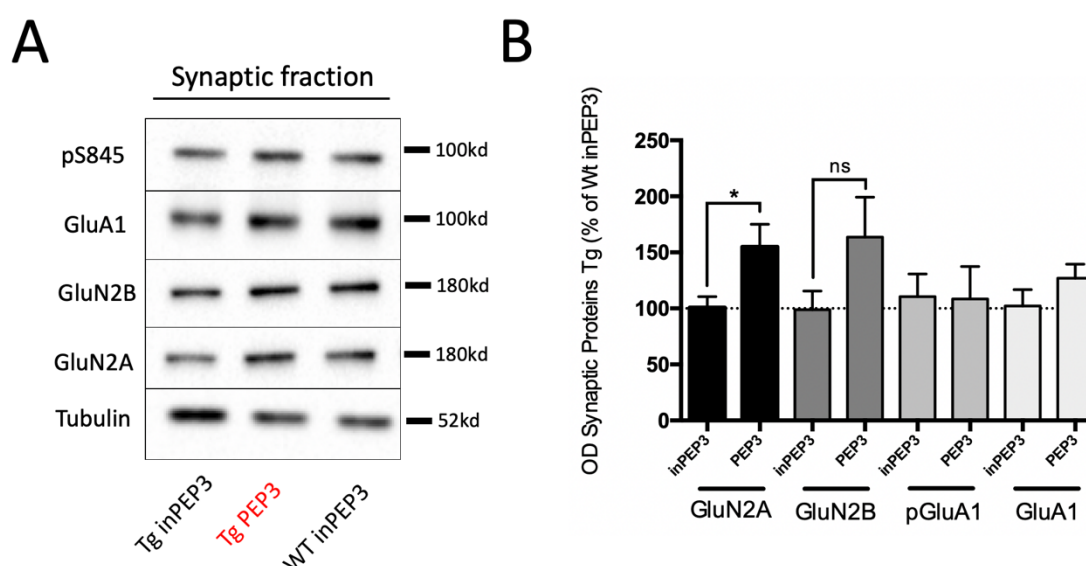 A
Synaptic fraction
pS845
100kd
GluA1
100kd
GluN2B
180kd
GluN2A
180kd
Tubulin
52kd
Tg inPEP3
Tg PEP3
WT inPEP3
B
OD Synaptic Proteins Tg (% of Wt inPEP3)
250
200
150
100
50
0
*
ns
inPEP3
PEP3
inPEP3
PEP3
inPEP3
PEP3
inPEP3
PEP3
GluN2A
GluN2B
pGluA1
GluA1